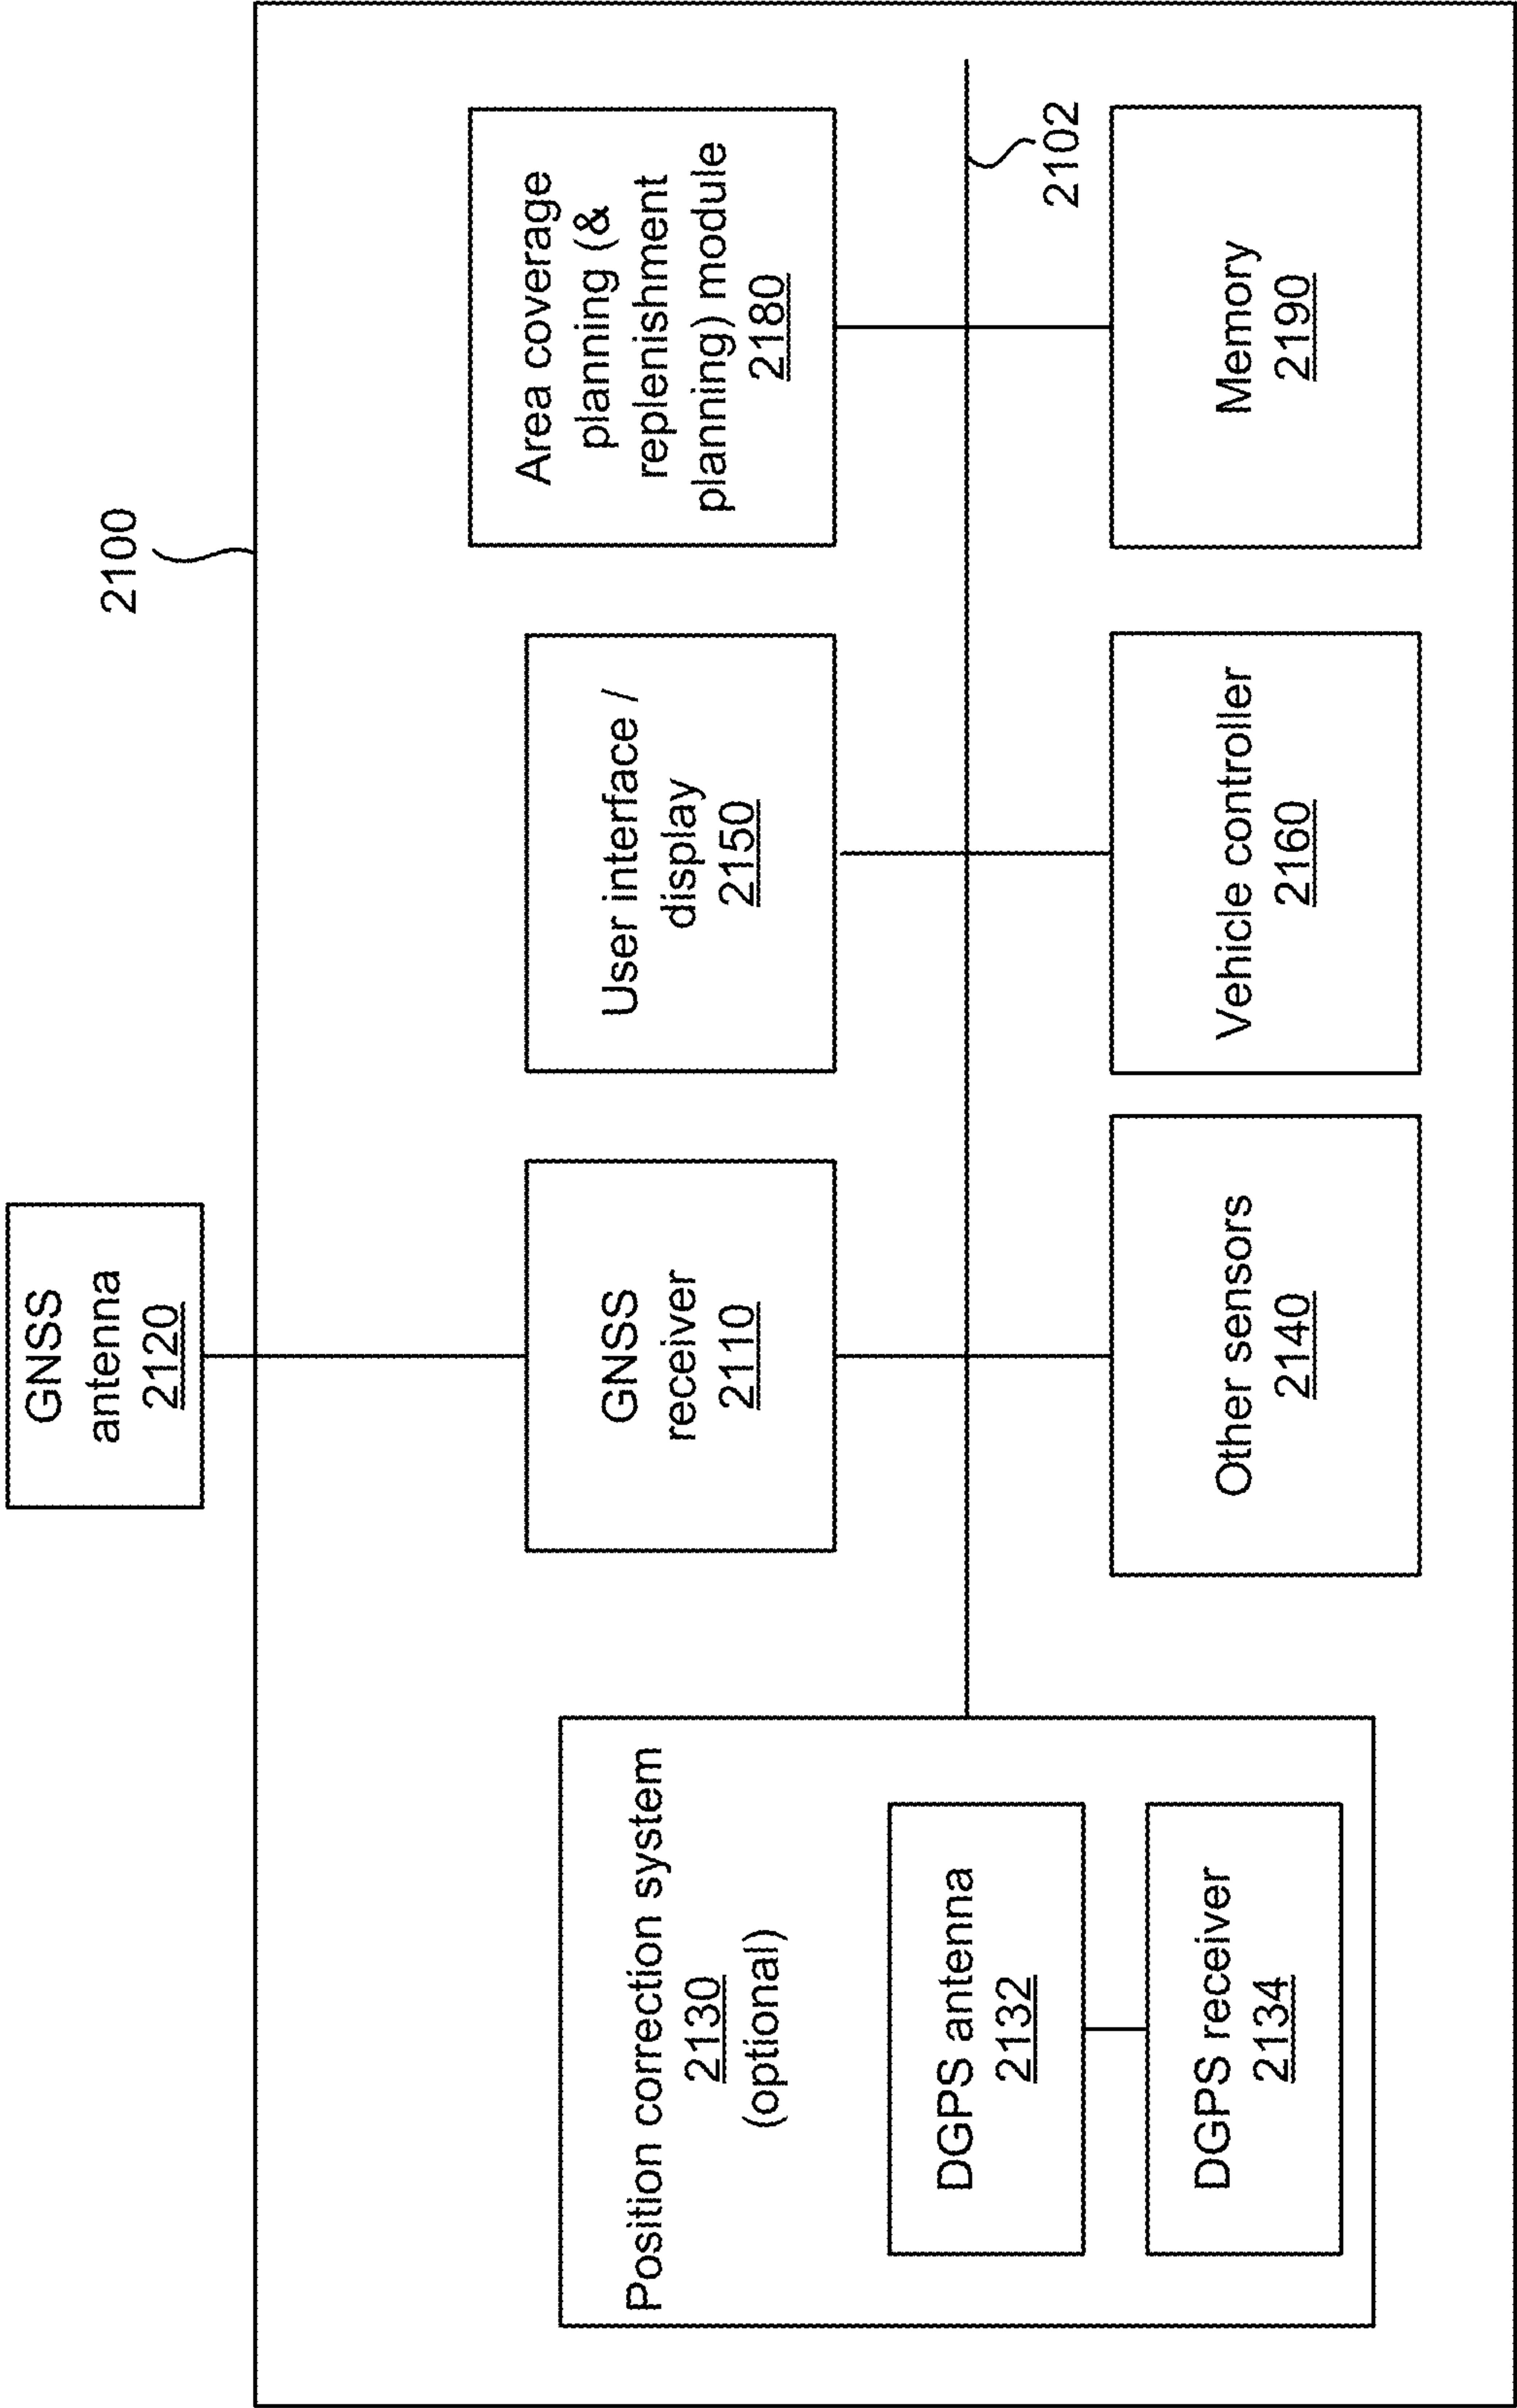 GNSS
antenna
2120
2100
Position correction system
2130
(optional)
DGPS antenna
2132
DGPS receiver
2134
GNSS
receiver
2110
User interface /
display
2150
Area coverage
planning (&
replenishment
planning) module
2180
2102
Other sensors
2140
Vehicle controller
2160
Memory
2190